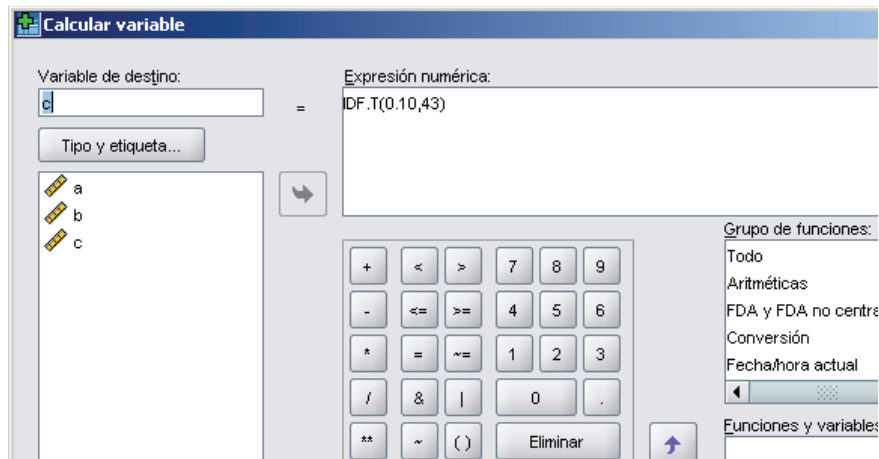 Calcular variable
Variable de destino:
Expresión numérica:
c
=
IDF.T(0.10,43)
Tipo y etiqueta...
a
b
c
Grupo de funciones:
Todo
Aritméticas
FDA y FDA no centra
Conversión
Fecha/hora actual
+ < > 7 8 9
- <= >= 4 5 6
* = ~= 1 2 3
/ & | 0 .
** ~ ( ) Eliminar
Funciones y variables